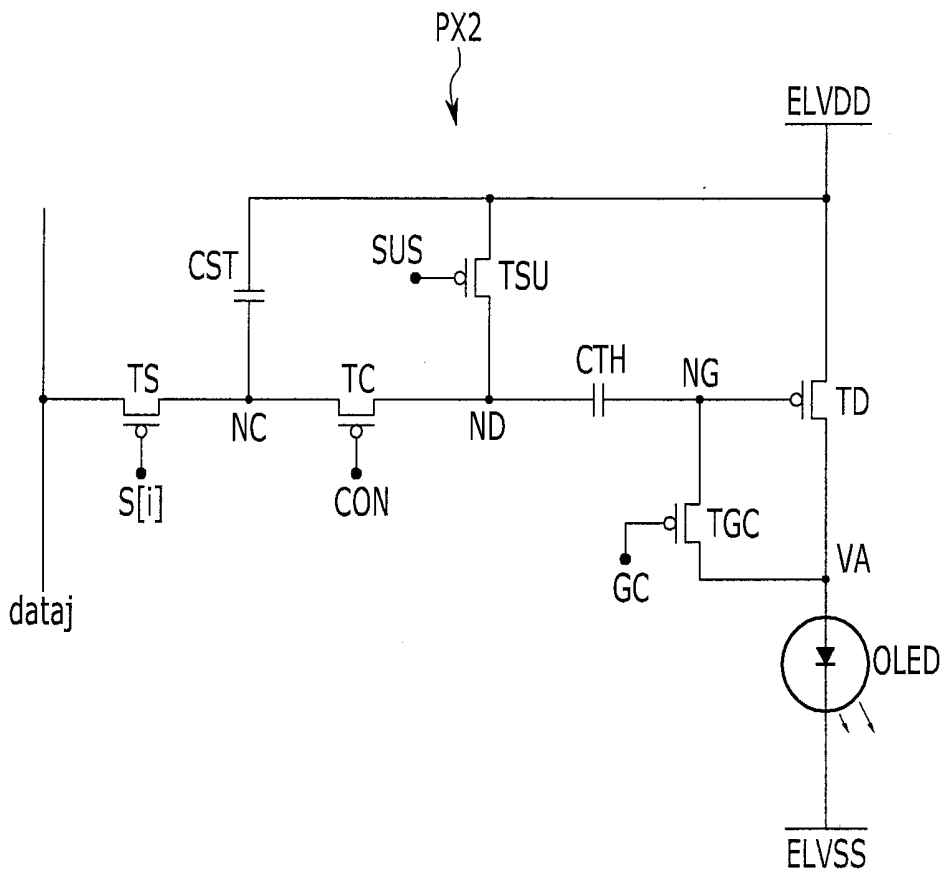 PX2
ELVDD
SUS
CST
TSU
TS
TC
CTH
NG
TD
NC
ND
S[i]
CON
TGC
VA
GC
dataj
OLED
ELVSS